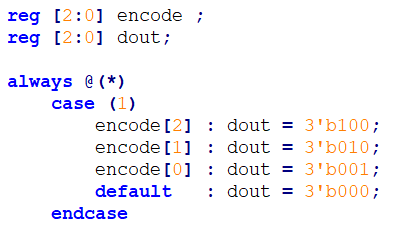 reg [2:0] encode ;
reg [2:0] dout;
always @(*)
case (1)
encode[2] : dout = 3'b100;
encode[1] : dout = 3'b010;
encode[0] : dout = 3'b001;
default : dout = 3'b000;
endcase